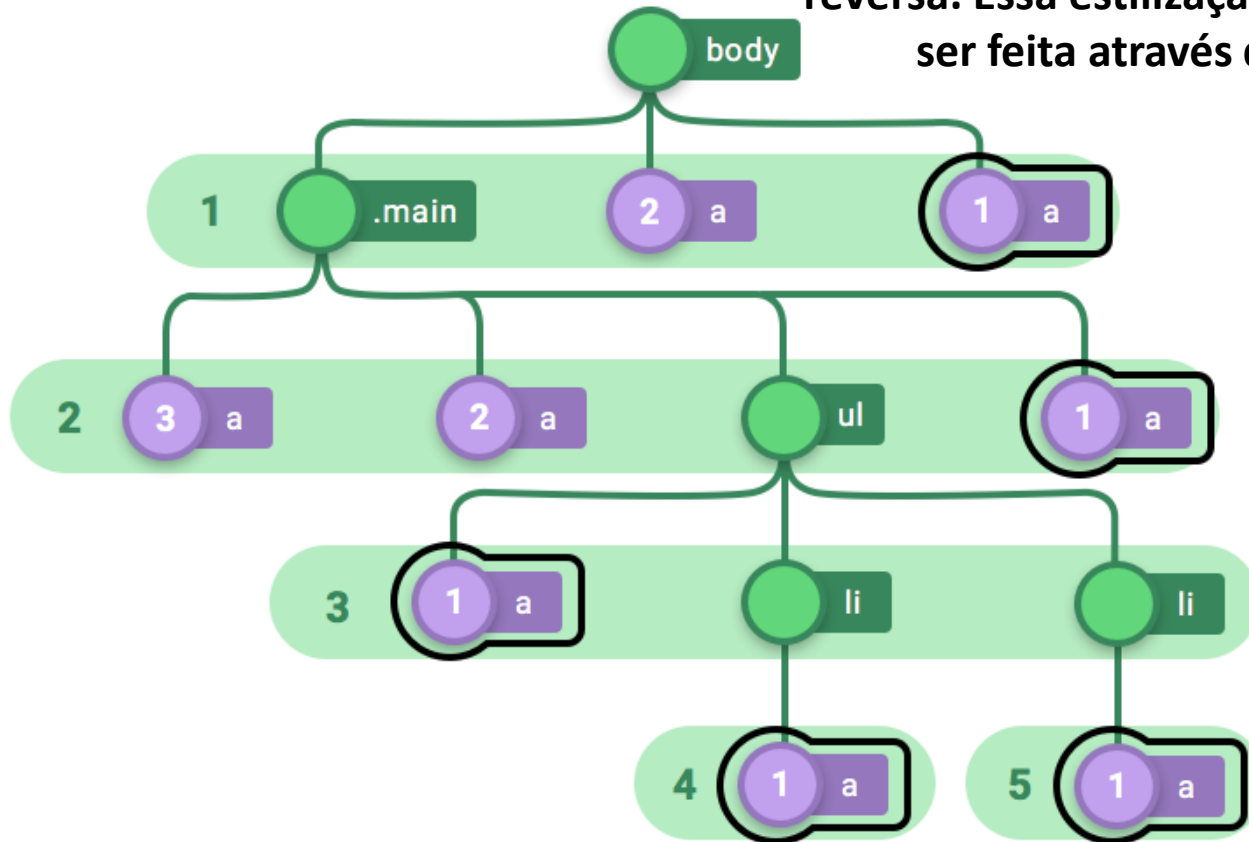 reversa. Essa estilização
ser feita através
body
1 .main 2 a 1 a
2 3 a 2 a ul 1 a
3 1 a li li
4 1 a 5 1 a